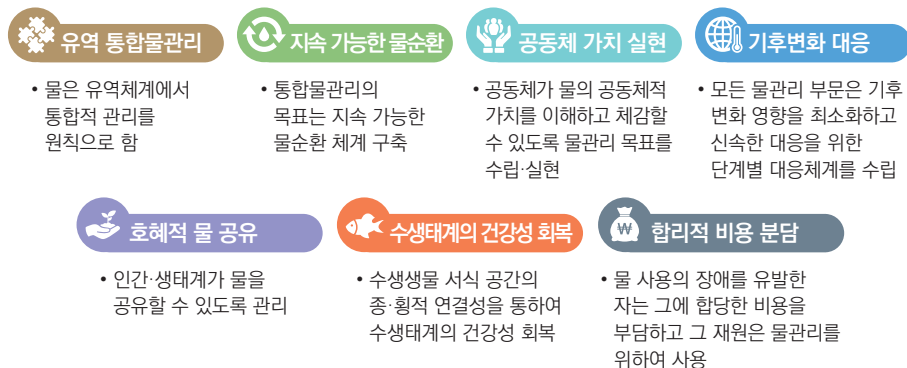 유역 통합물관리
• 물은 유역체계에서
통합적 관리를
원칙으로 함
지속 가능한 물순환
• 통합물관리의
목표는 지속 가능한
물순환 체계 구축
공동체 가치 실현
• 공동체가 물의 공동체적
가치를 이해하고 체감할
수 있도록 물관리 목표를
수립·실현
기후변화 대응
• 모든 물관리 부문은 기후
변화 영향을 최소화하고
신속한 대응을 위한
단계별 대응체계를 수립
호혜적 물 공유
• 인간·생태계가 물을
공유할 수 있도록 관리
수생태계의 건강성 회복
• 수생생물 서식 공간의
종·횡적 연결성을 통하여
수생태계의 건강성 회복
₩
합리적 비용 분담
• 물 사용의 장애를 유발한
자는 그에 합당한 비용을
부담하고 그 재원은 물관리를
위하여 사용